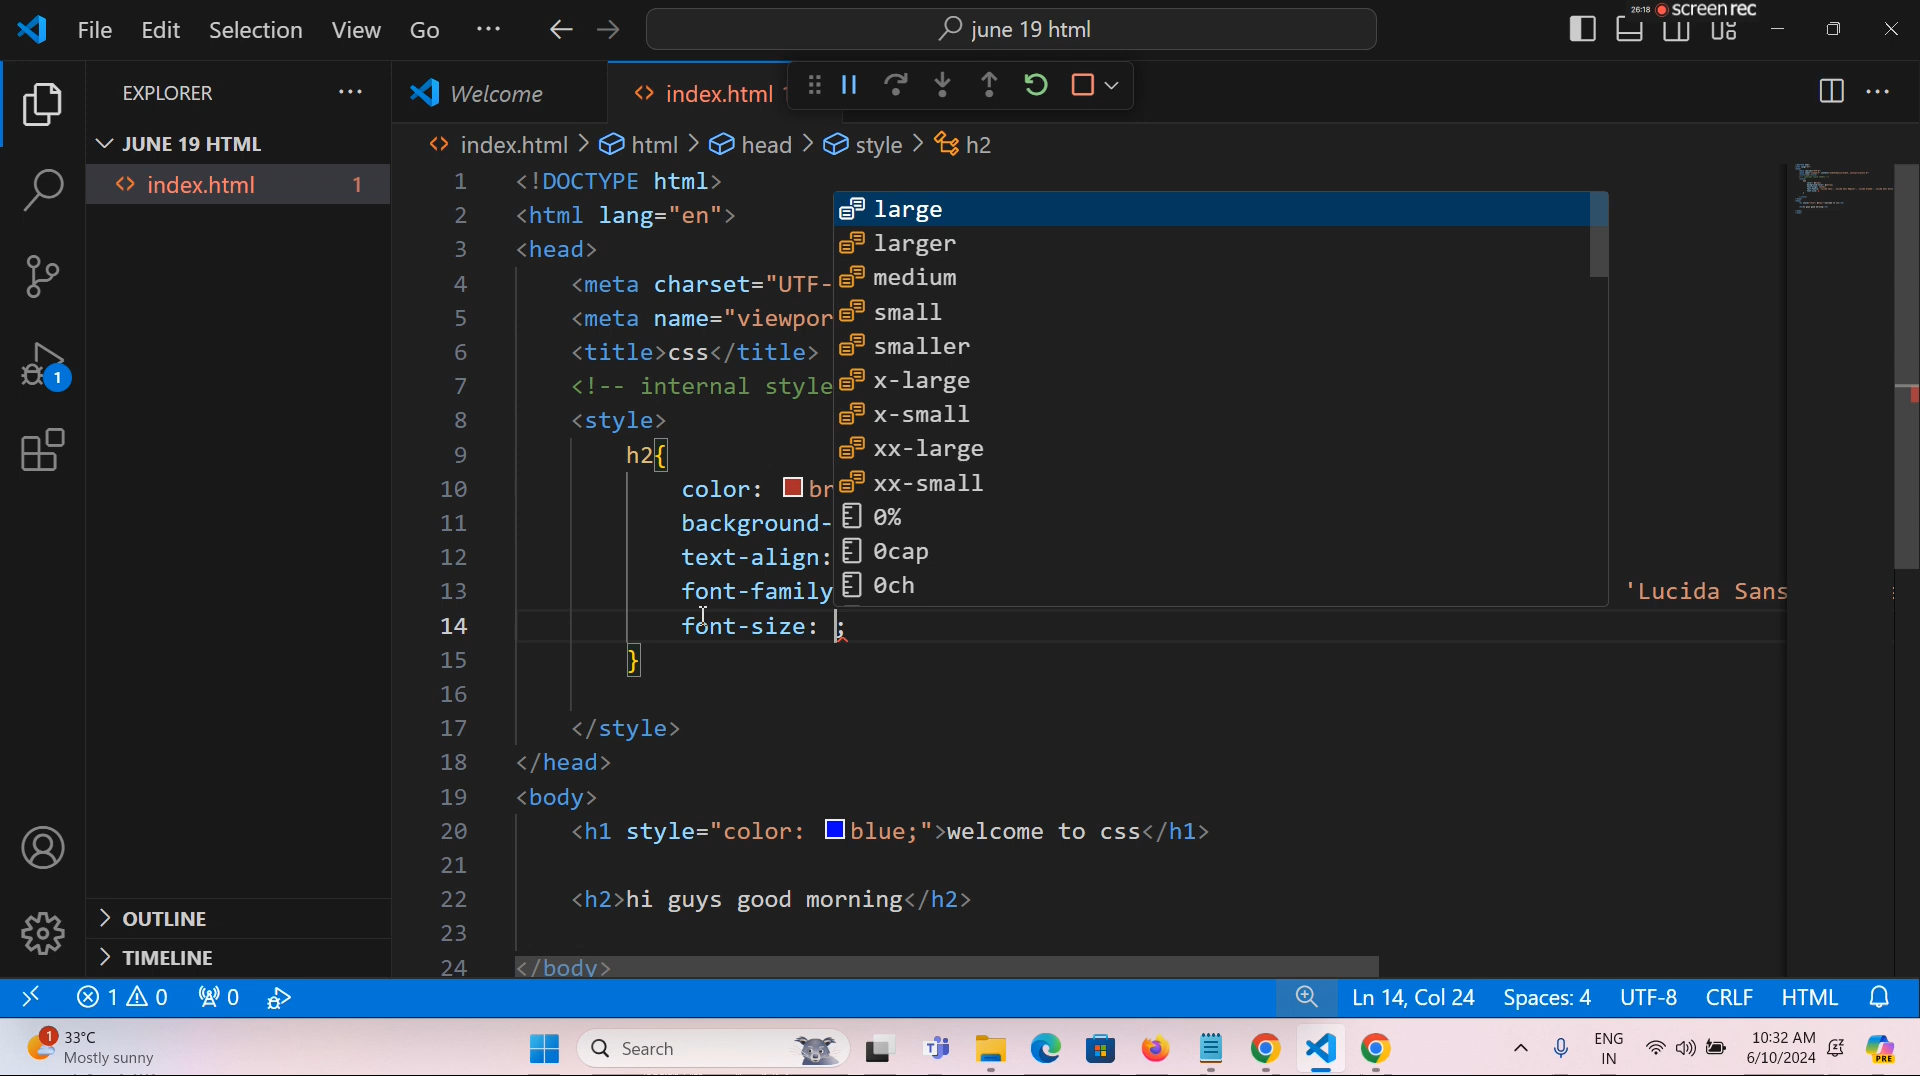 26:18 screen rec
File Edit Selection View Go ··· june 19 html
EXPLORER ···
Welcome
index.html
JUNE 19 HTML
index.html 1
index.html > html > head > style > h2
1 <!DOCTYPE html>
2 <html lang="en">
3 <head>
4 <meta charset="UTF-
5 <meta name="viewpor
6 <title>css</title>
7 <!-- internal style
8 <style>
9 h2{
10 color: br
11 background-
12 text-align:
13 font-family 'Lucida Sans
14 font-size: ;
15 }
16
17 </style>
18 </head>
19 <body>
20 <h1 style="color: blue;">welcome to css</h1>
21
22 <h2>hi guys good morning</h2>
23
24 </body>
large
larger
medium
small
smaller
x-large
x-small
xx-large
xx-small
0%
0cap
0ch
1
OUTLINE
TIMELINE
1 0 0 Ln 14, Col 24 Spaces: 4 UTF-8 CRLF HTML
1 33°C
Mostly sunny
Search
ENG
IN
10:32 AM
6/10/2024
PRE